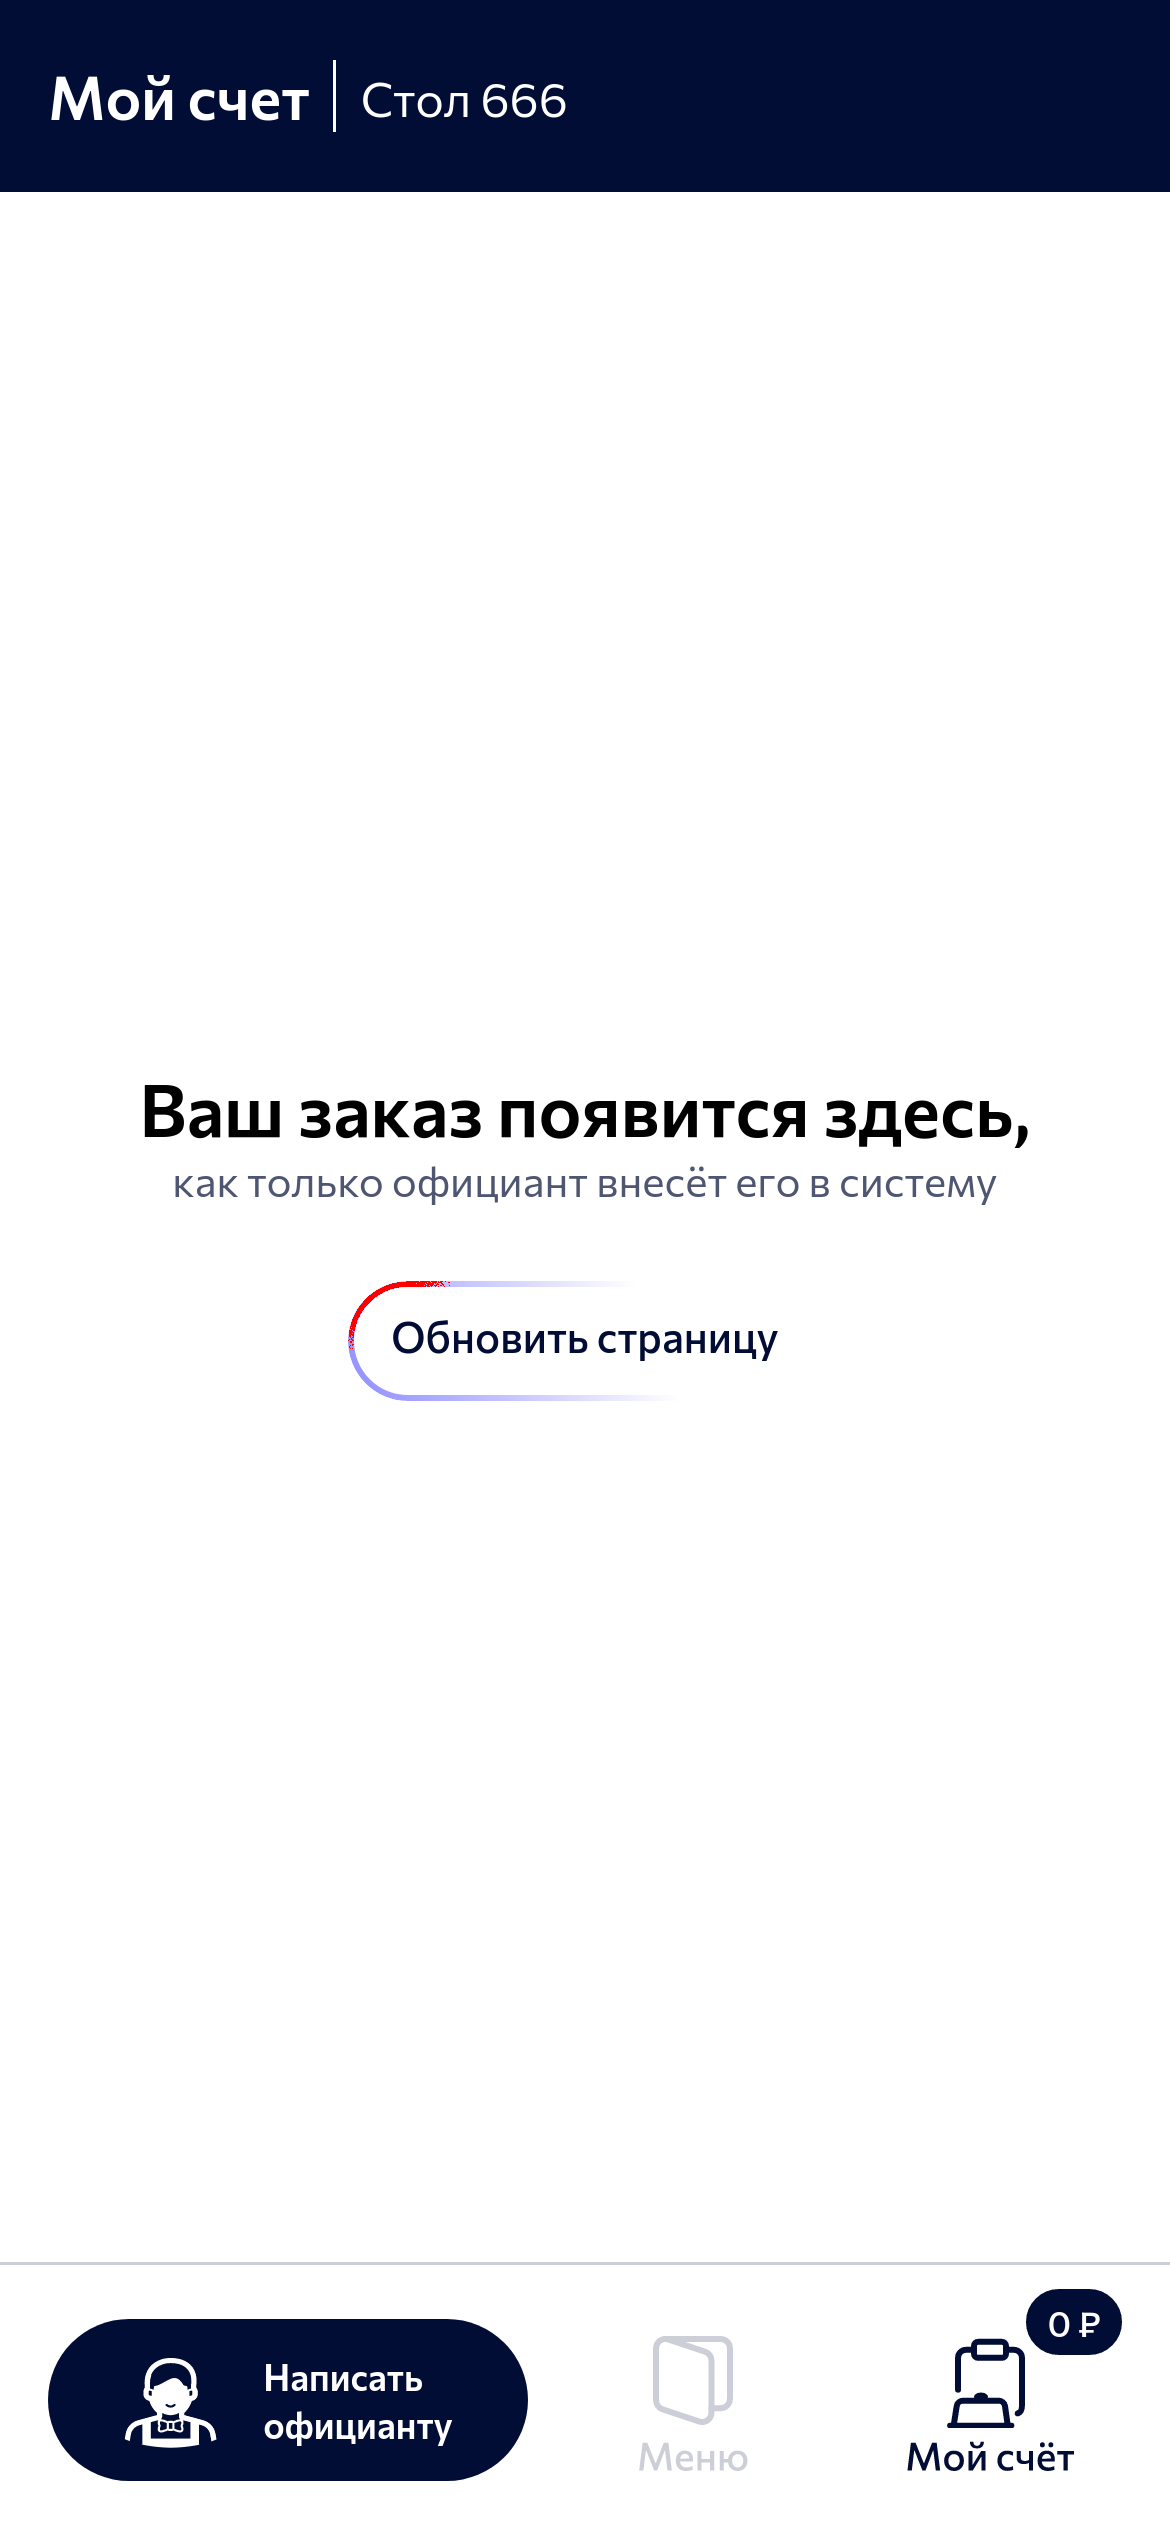 Мой счет
Стол 666
Ваш заказ появится здесь,
как только официант внесёт его в систему
Обновить страницу
Написать
официанту
Меню
0 ₽
Мой счёт